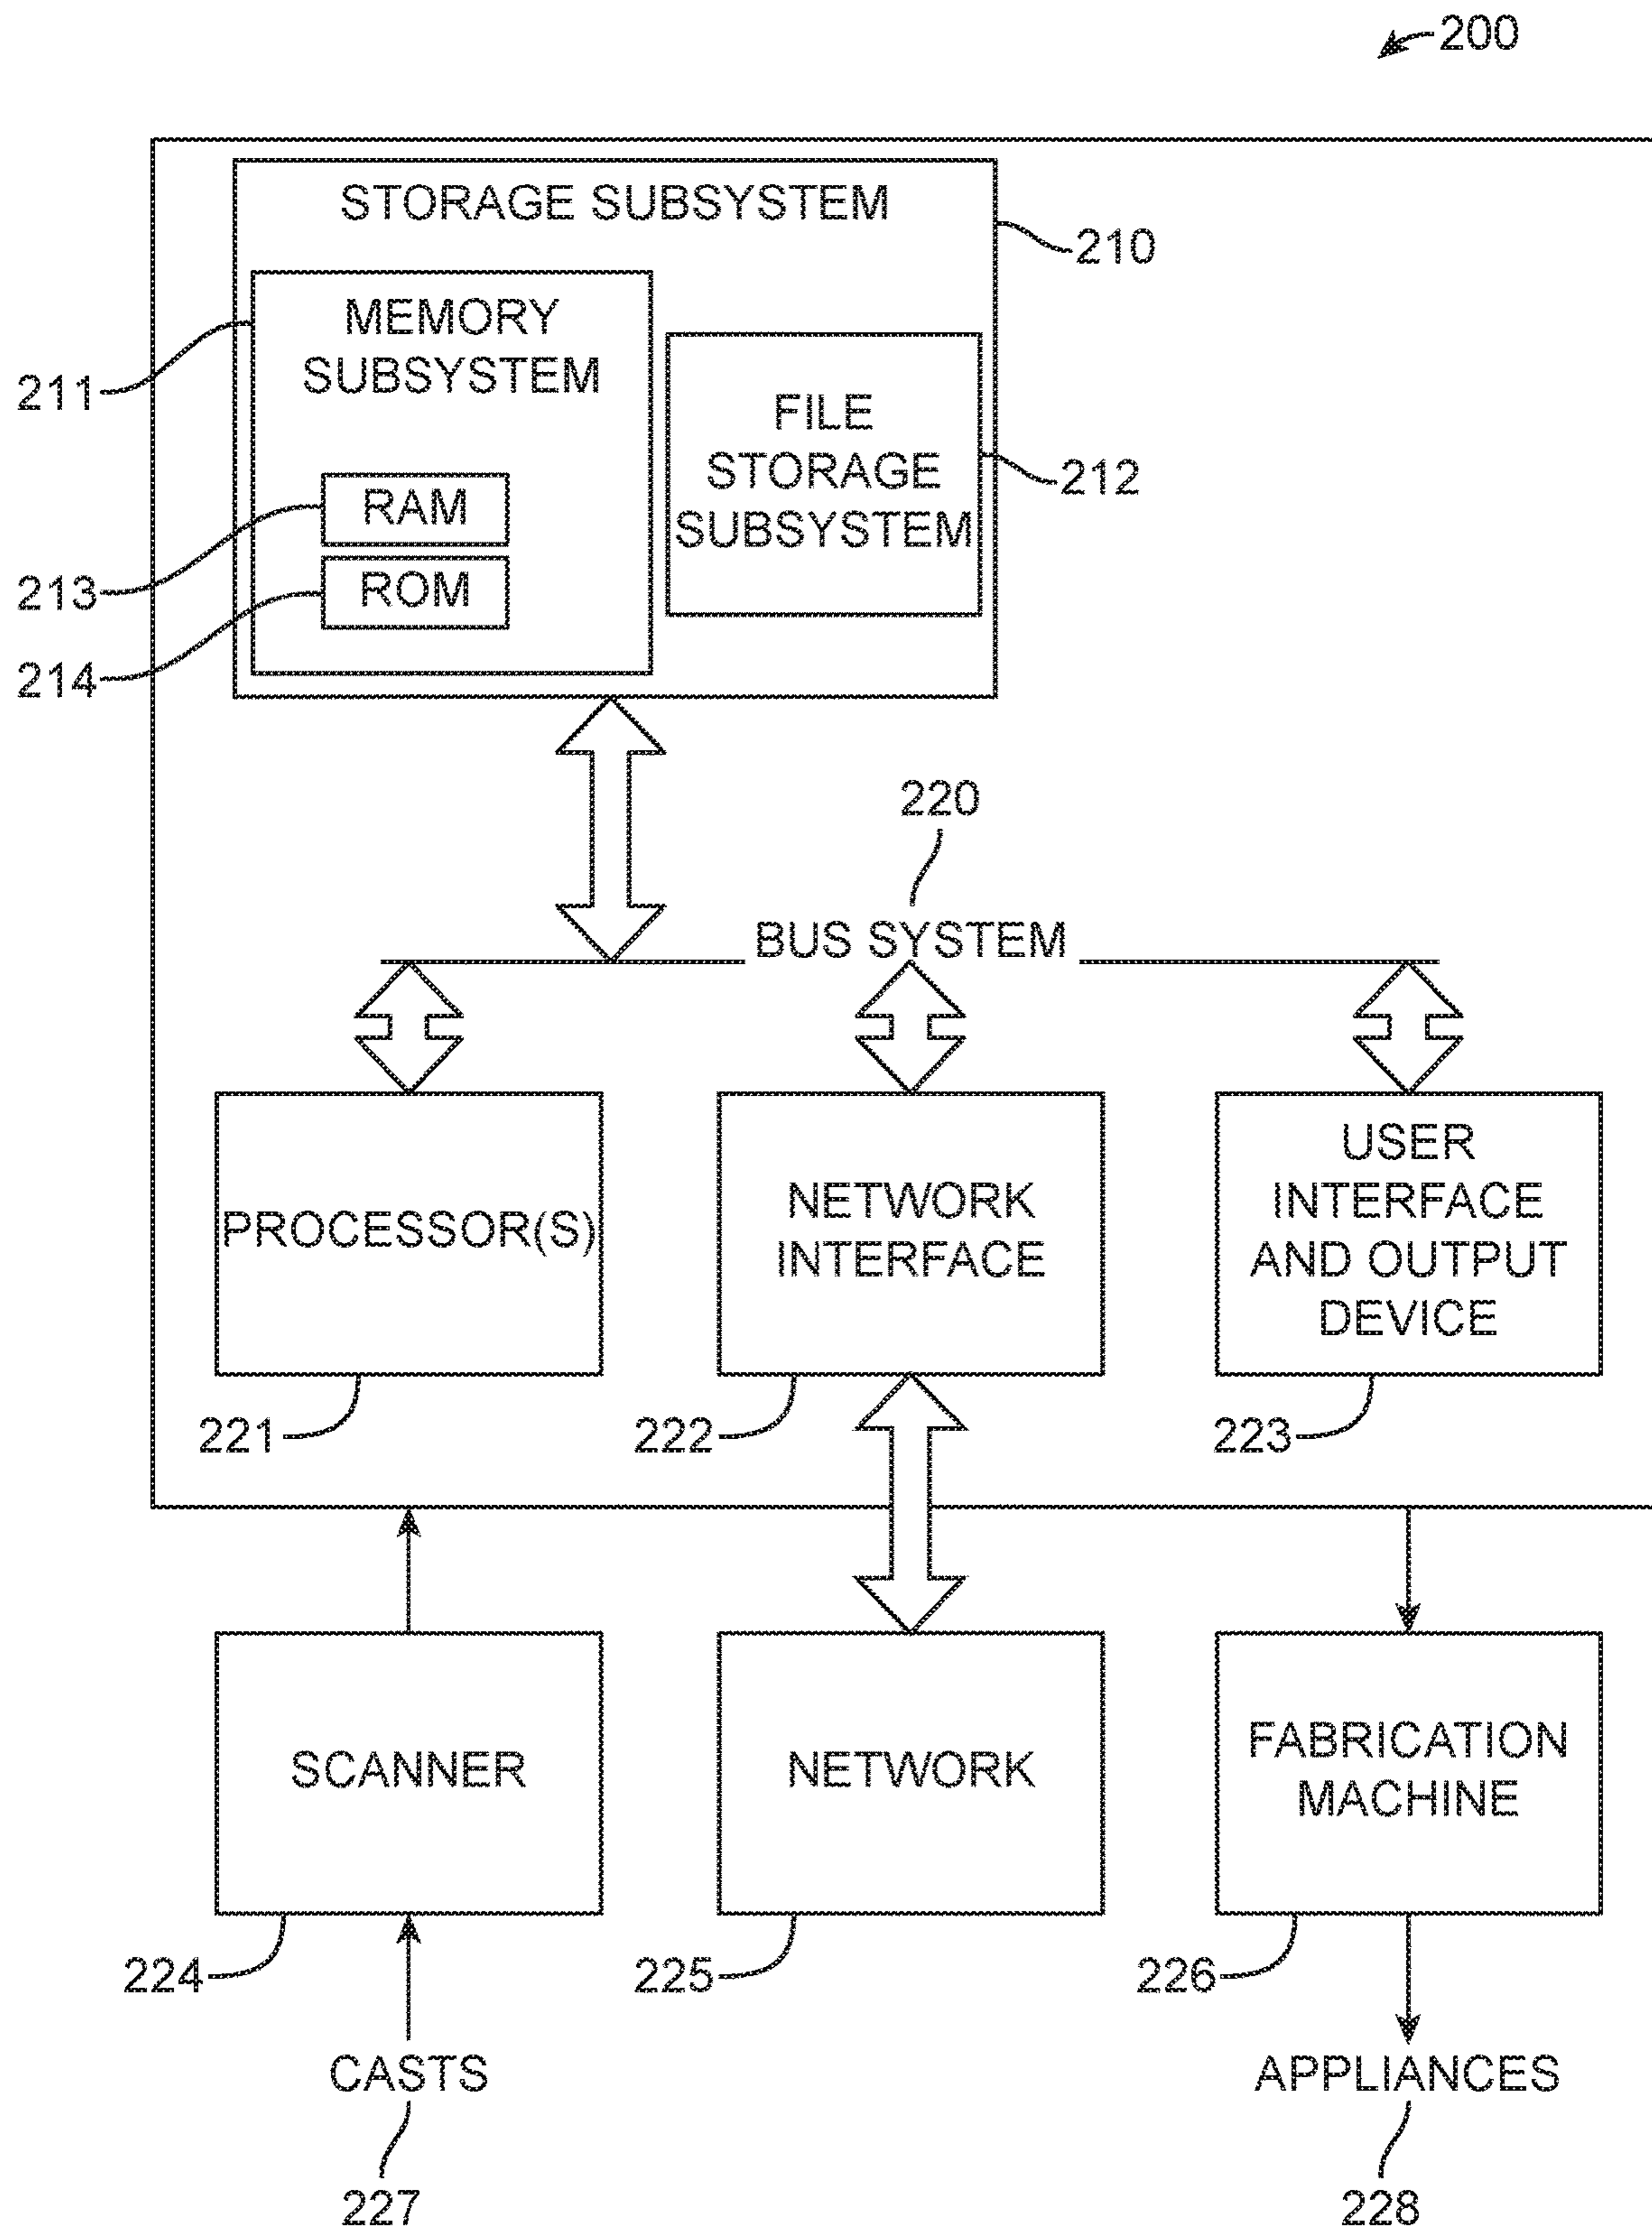 200
STORAGE SUBSYSTEM
210
MEMORY
SUBSYSTEM
211
FILE
STORAGE
SUBSYSTEM
212
RAM
213
ROM
214
220
BUS SYSTEM
PROCESSOR(S)
NETWORK
INTERFACE
USER
INTERFACE
AND OUTPUT
DEVICE
221
222
223
SCANNER
NETWORK
FABRICATION
MACHINE
224
225
226
CASTS
APPLIANCES
227
228